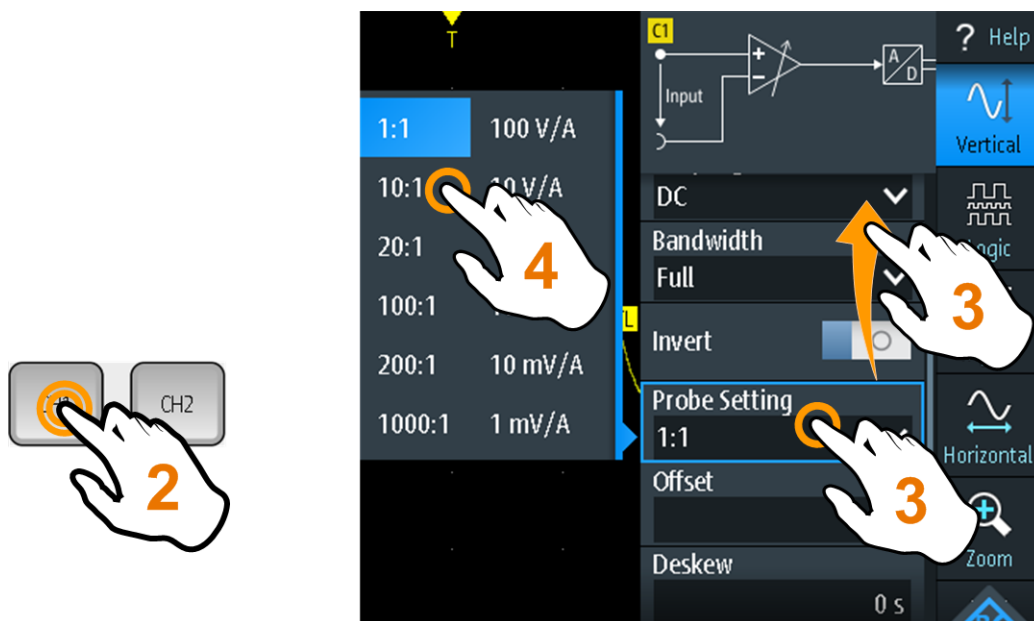 CH2
2
T
1:1 100 V/A
10:1 10 V/A
20:1
100:1
200:1 10 mV/A
1000:1 1 mV/A
4
C1
Input
A
D
DC
Bandwidth
Full
Invert
Probe Setting
1:1
Offset
Deskew
0 s
3
3
? Help
Vertical
Horizontal
Zoom